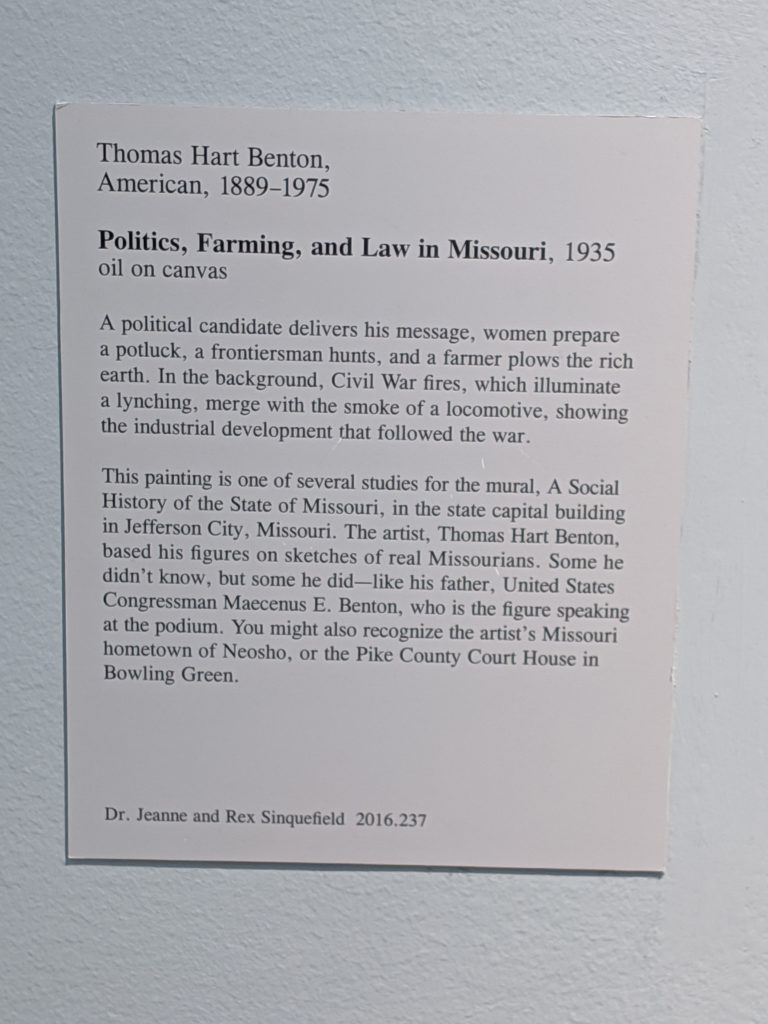 Thomas Hart Benton,
American, 1889–1975
Politics, Farming, and Law in Missouri, 1935
oil on canvas
A political candidate delivers his message, women prepare
a potluck, a frontiersman hunts, and a farmer plows the rich
earth. In the background, Civil War fires, which illuminate
a lynching, merge with the smoke of a locomotive, showing
the industrial development that followed the war.
This painting is one of several studies for the mural, A Social
History of the State of Missouri, in the state capital building
in Jefferson City, Missouri. The artist, Thomas Hart Benton,
based his figures on sketches of real Missourians. Some he
didn't know, but some he did—like his father, United States
Congressman Maecenus E. Benton, who is the figure speaking
at the podium. You might also recognize the artist's Missouri
hometown of Neosho, or the Pike County Court House in
Bowling Green.
Dr. Jeanne and Rex Sinquefield 2016.237